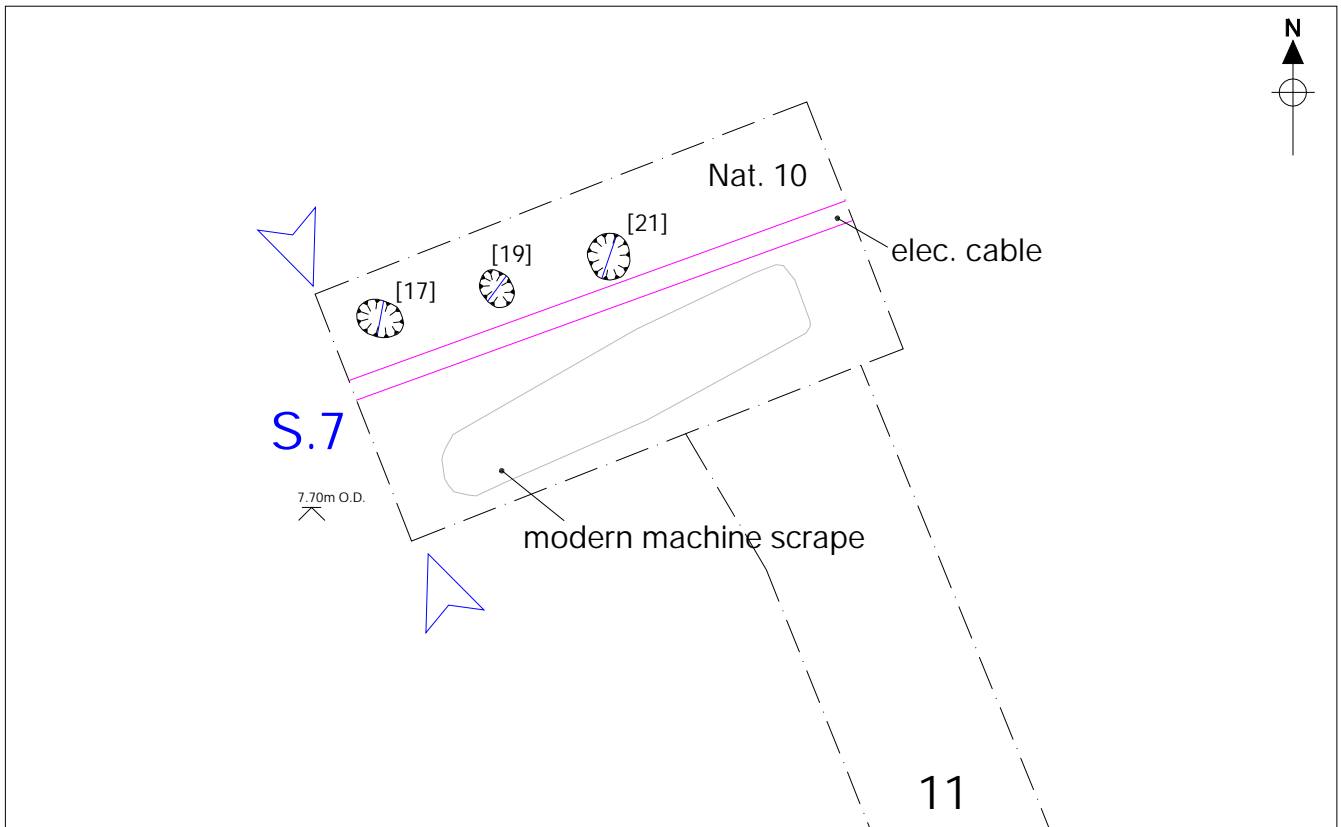 N
Nat. 10
[21]
elec. cable
[19]
[17]
S.7
7.70m O.D.
modern machine scrape
11